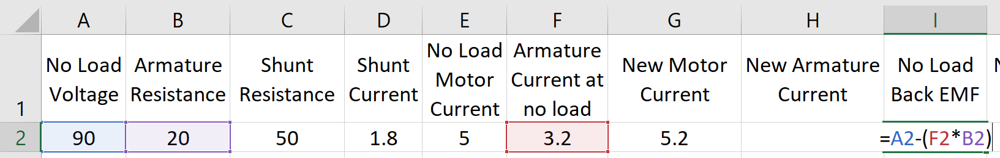 A B C D E F G H I
1 No Load Voltage Armature Resistance Shunt Resistance Shunt Current No Load Motor Current Armature Current at no load New Motor Current New Armature Current No Load Back EMF
2 90 20 50 1.8 5 3.2 5.2 =A2-(F2*B2)